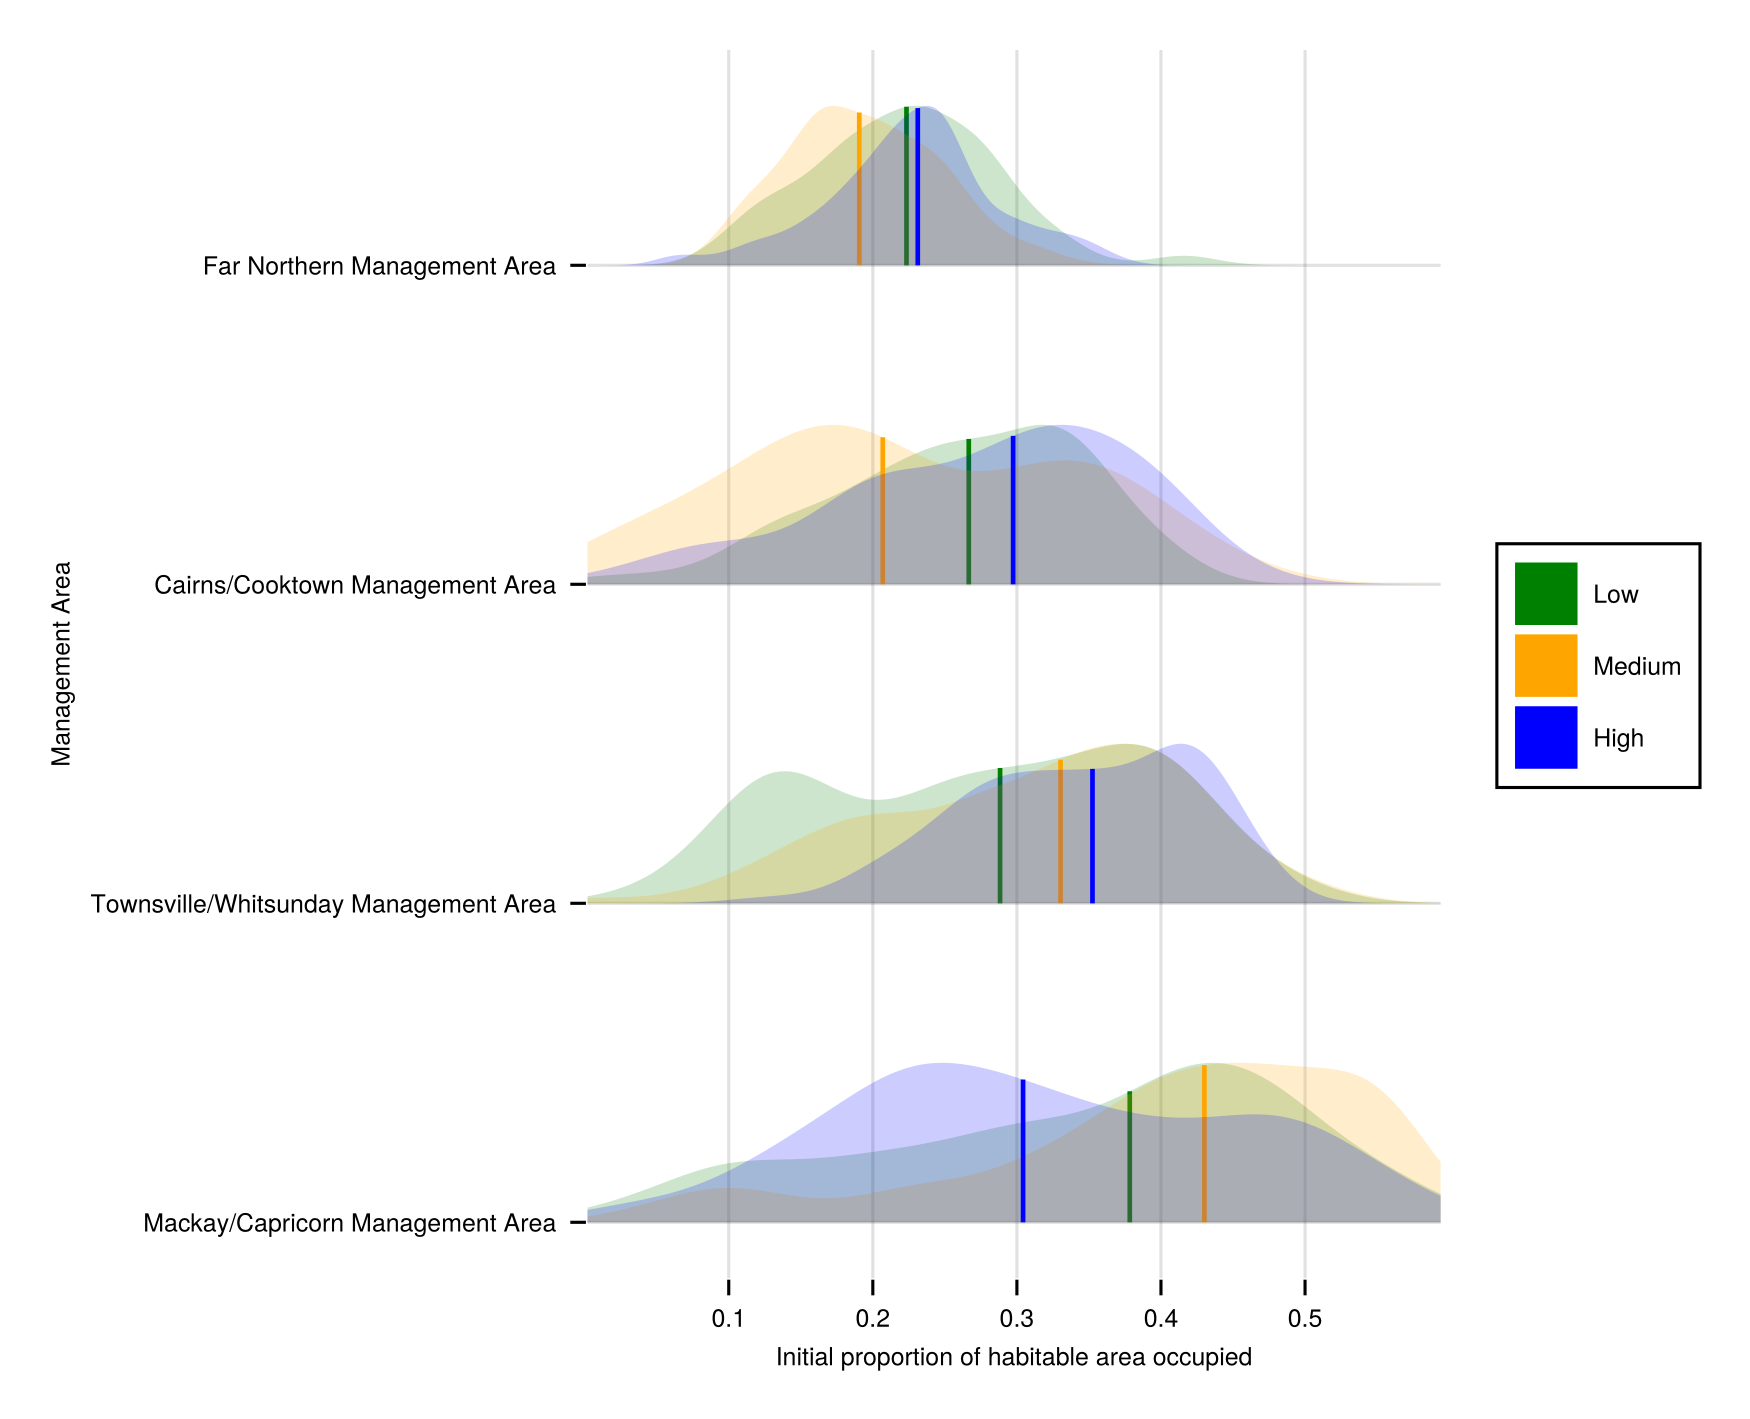 Far Northern Management Area
Cairns/Cooktown Management Area
Townsville/Whitsunday Management Area
Mackay/Capricorn Management Area
Management Area
0.1 0.2 0.3 0.4 0.5
Initial proportion of habitable area occupied
Low
Medium
High